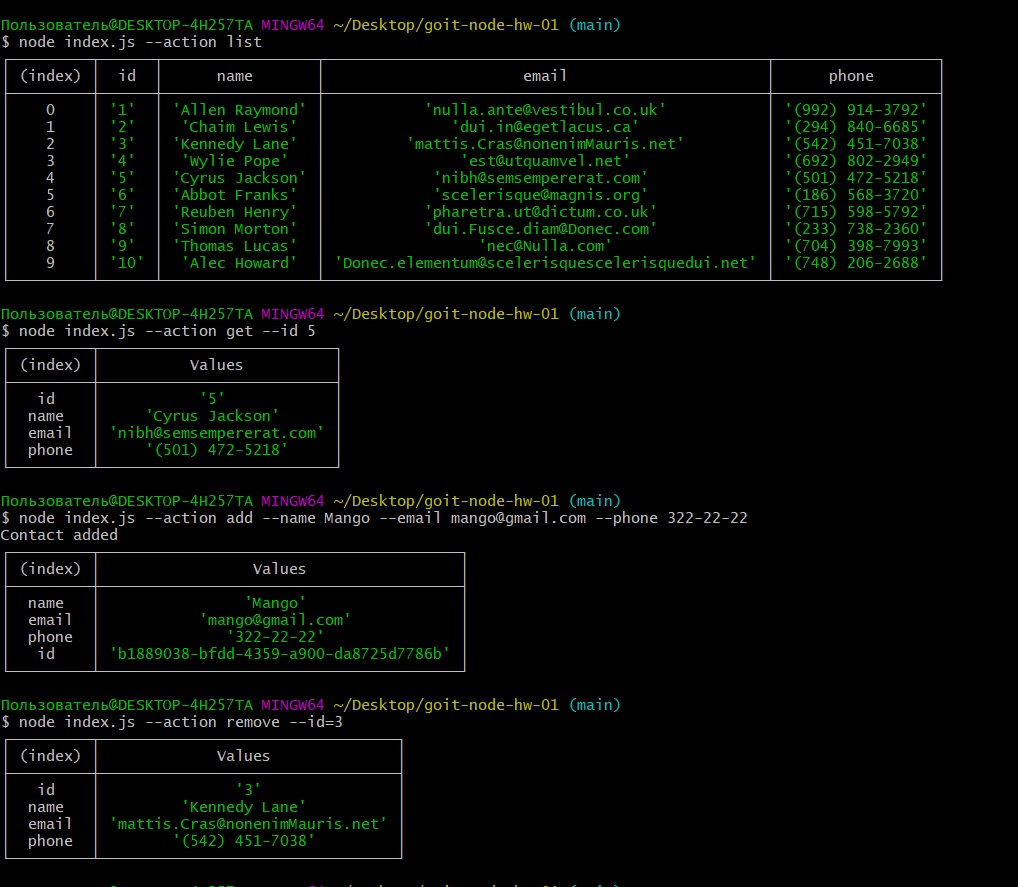 Пользователь@DESKTOP-4H257TA MINGW64 ~/Desktop/goit-node-hw-01 (main)
$ node index.js --action list
(index) id name email phone
0 '1' 'Allen Raymond' 'nulla.ante@vestibul.co.uk' '(992) 914-3792'
1 '2' 'Chaim Lewis' 'dui.in@egetlacus.ca' '(294) 840-6685'
2 '3' 'Kennedy Lane' 'mattis.Cras@nonenimMauris.net' '(542) 451-7038'
3 '4' 'Wylie Pope' 'est@utquamvel.net' '(692) 802-2949'
4 '5' 'Cyrus Jackson' 'nibh@semsempererat.com' '(501) 472-5218'
5 '6' 'Abbot Franks' 'scelerisque@magnis.org' '(186) 568-3720'
6 '7' 'Reuben Henry' 'pharetra.ut@dictum.co.uk' '(715) 598-5792'
7 '8' 'Simon Morton' 'dui.Fusce.diam@Donec.com' '(233) 738-2360'
8 '9' 'Thomas Lucas' 'nec@Nulla.com' '(704) 398-7993'
9 '10' 'Alec Howard' 'Donec.elementum@scelerisquescelerisquedui.net' '(748) 206-2688'
Пользователь@DESKTOP-4H257TA MINGW64 ~/Desktop/goit-node-hw-01 (main)
$ node index.js --action get --id 5
(index) Values
id '5'
name 'Cyrus Jackson'
email 'nibh@semsempererat.com'
phone '(501) 472-5218'
Пользователь@DESKTOP-4H257TA MINGW64 ~/Desktop/goit-node-hw-01 (main)
$ node index.js --action add --name Mango --email mango@gmail.com --phone 322-22-22
Contact added
(index) Values
name 'Mango'
email 'mango@gmail.com'
phone '322-22-22'
id 'b1889038-bfdd-4359-a900-da8725d7786b'
Пользователь@DESKTOP-4H257TA MINGW64 ~/Desktop/goit-node-hw-01 (main)
$ node index.js --action remove --id=3
(index) Values
id '3'
name 'Kennedy Lane'
email 'mattis.Cras@nonenimMauris.net'
phone '(542) 451-7038'